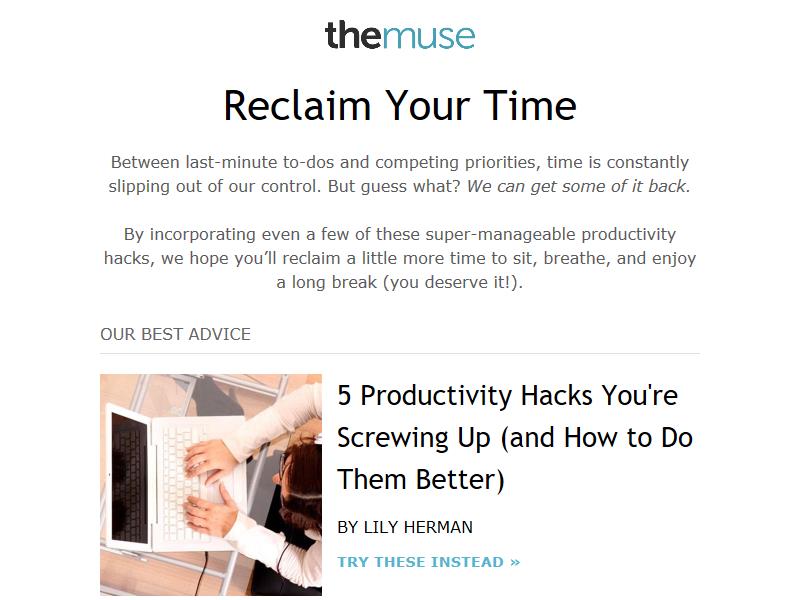 themuse
Reclaim Your Time
Between last-minute to-dos and competing priorities, time is constantly
slipping out of our control. But guess what? We can get some of it back.
By incorporating even a few of these super-manageable productivity
hacks, we hope you’ll reclaim a little more time to sit, breathe, and enjoy
a long break (you deserve it!).
OUR BEST ADVICE
5 Productivity Hacks You're
Screwing Up (and How to Do
Them Better)
BY LILY HERMAN
TRY THESE INSTEAD »